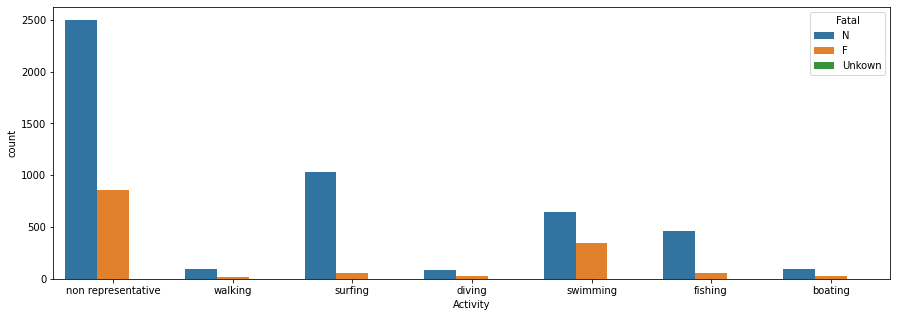 2500
2000
1500
1000
500
0
count
non representative
walking
surfing
diving
swimming
fishing
boating
Activity
Fatal
N
F
Unkown